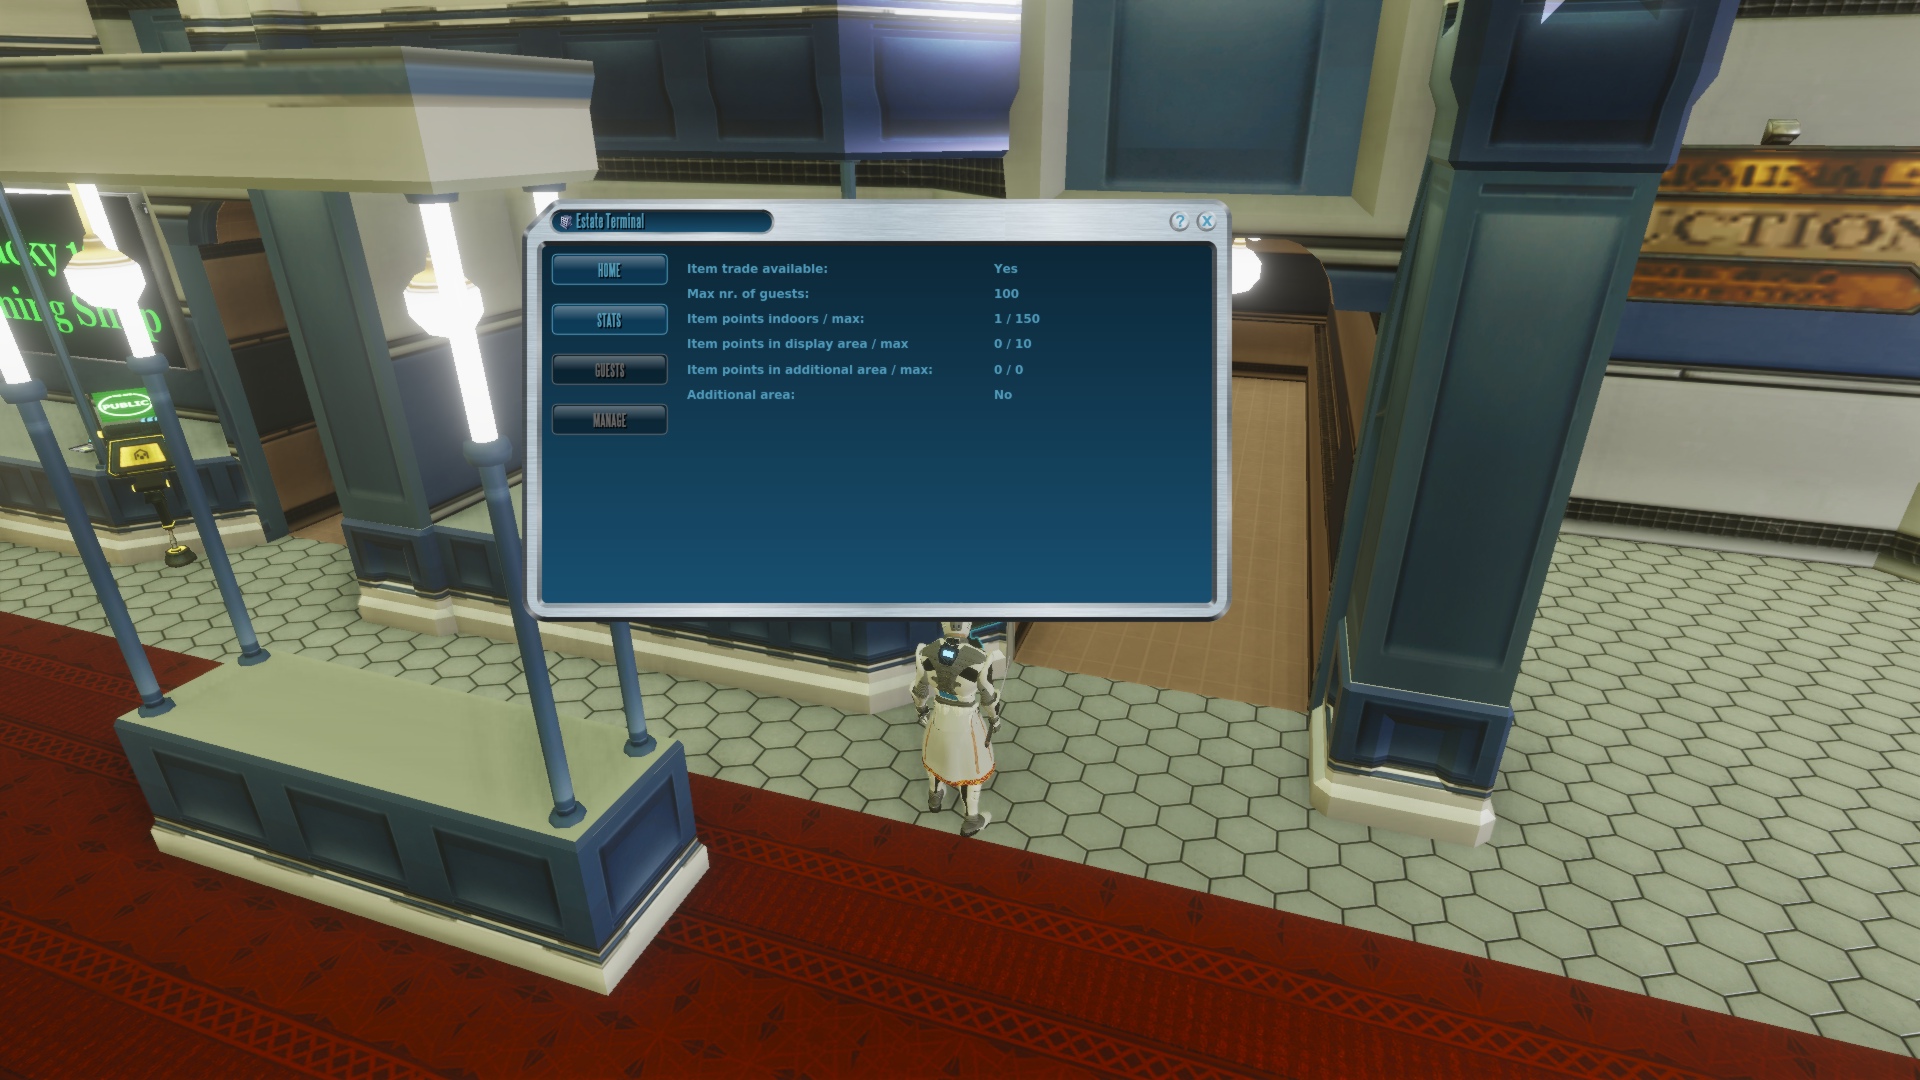 Estate Terminal
?
X
HOME
STATS
GUESTS
MANAGE
Item trade available: Yes
Max nr. of guests: 100
Item points indoors / max: 1 / 150
Item points in display area / max 0 / 10
Item points in additional area / max: 0 / 0
Additional area: No
PUBLIC